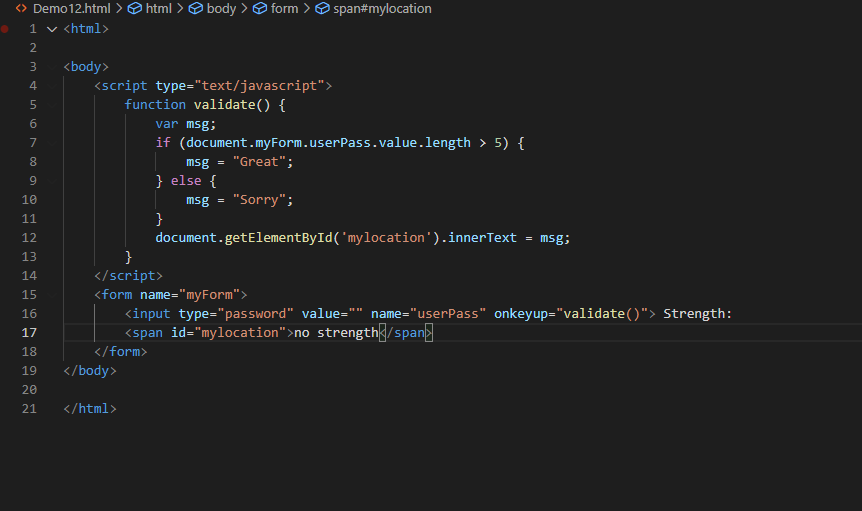 Demo12.html > html > body > form > span#mylocation
1 <html>
2
3 <body>
4 <script type="text/javascript">
5 function validate() {
6 var msg;
7 if (document.myForm.userPass.value.length > 5) {
8 msg = "Great";
9 } else {
10 msg = "Sorry";
11 }
12 document.getElementById('mylocation').innerText = msg;
13 }
14 </script>
15 <form name="myForm">
16 <input type="password" value="" name="userPass" onkeyup="validate()"> Strength:
17 <span id="mylocation">no strength</span>
18 </form>
19 </body>
20
21 </html>